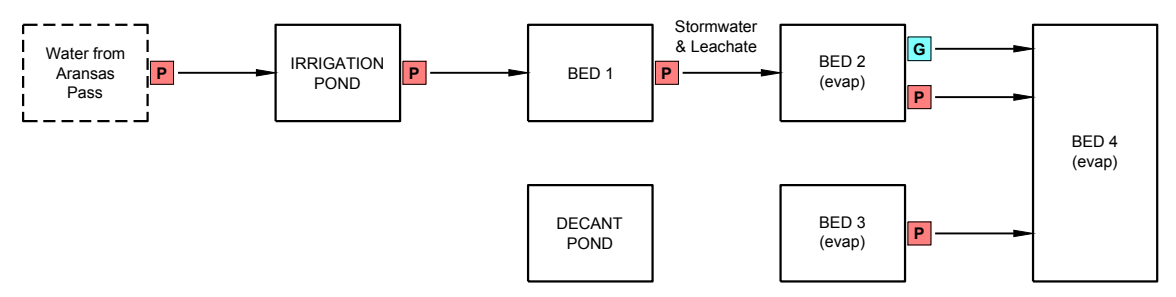 Water from
Aransas
Pass
P
IRRIGATION
POND
P
BED 1
P
Stormwater
& Leachate
BED 2
(evap)
G
P
BED 4
(evap)
DECANT
POND
BED 3
(evap)
P